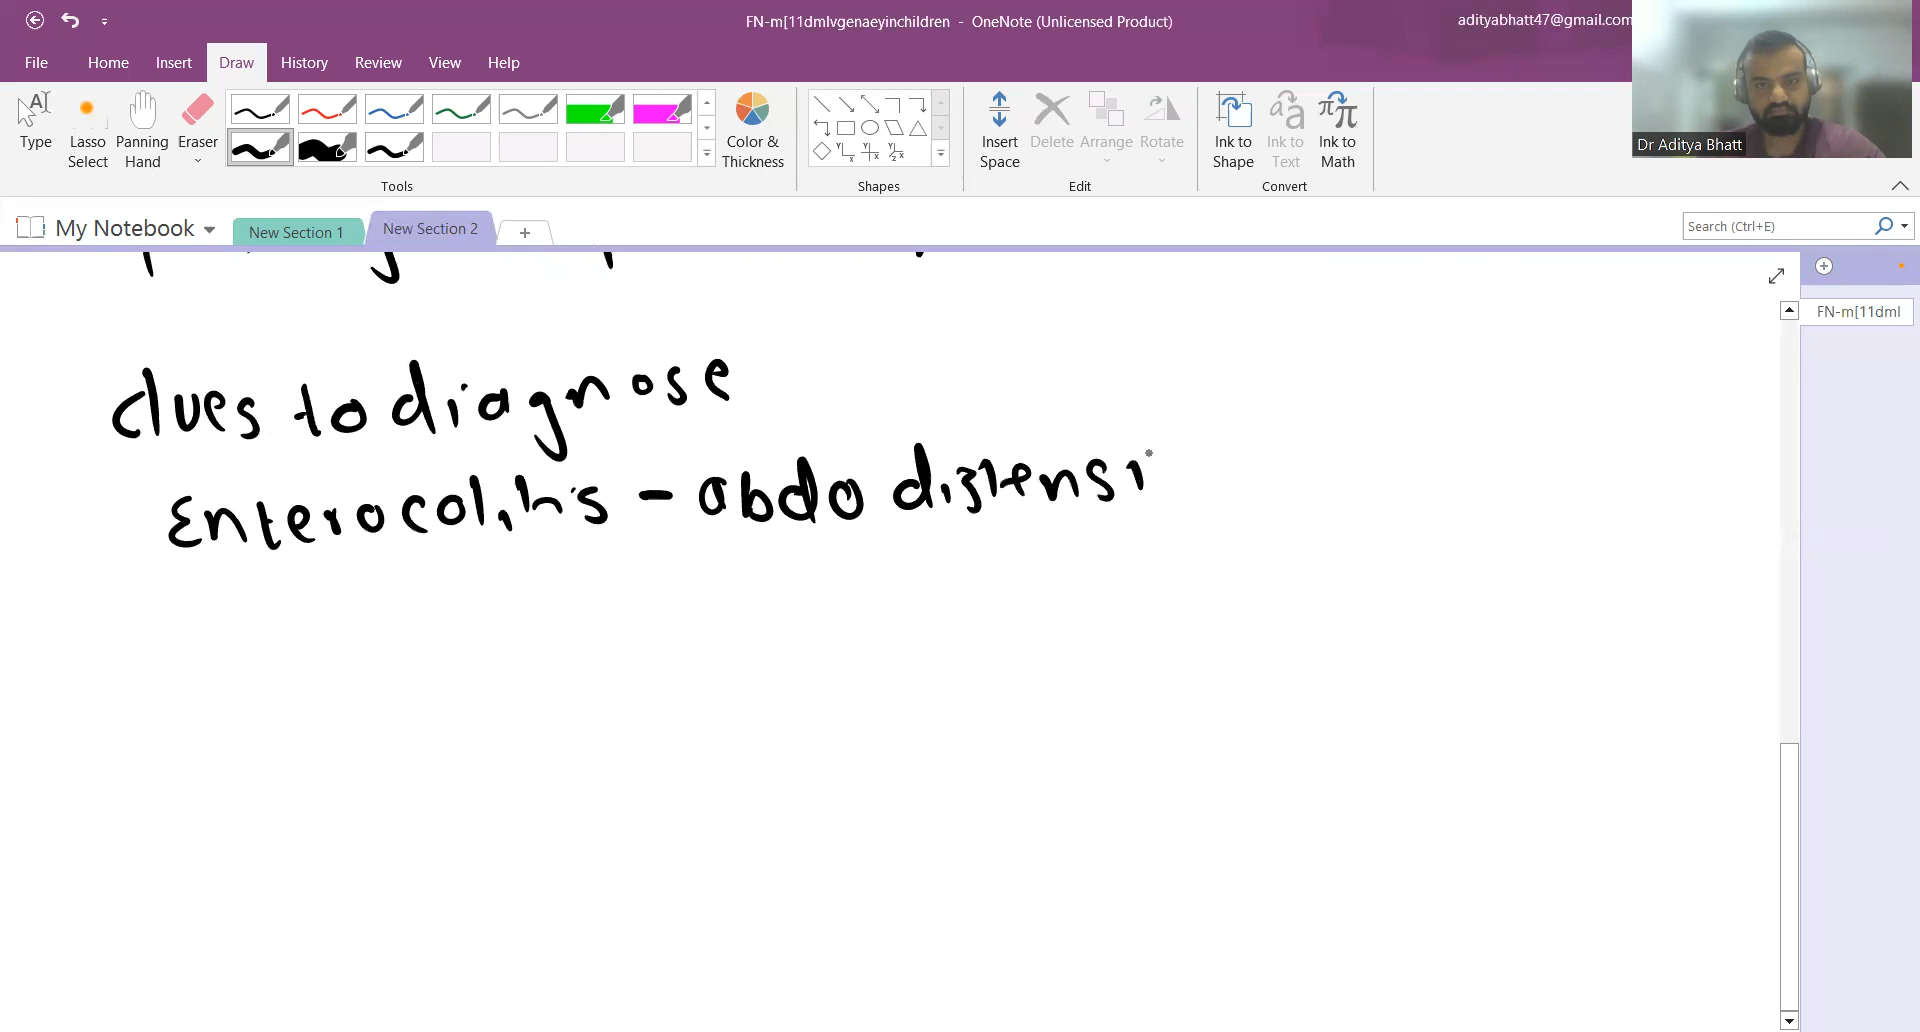 FN-m[11dmlvgenaeyinchildren - OneNote (Unlicensed Product)
adityabhatt47@gmail.com
File Home Insert Draw History Review View Help
Type
Lasso Select
Panning Hand
Eraser
Color & Thickness
Insert Space
Delete
Arrange
Rotate
Ink to Shape
Ink to Text
Ink to Math
Dr Aditya Bhatt
Tools Shapes Edit Convert
My Notebook New Section 1 New Section 2
Search (Ctrl+E)
FN-m[11dml
clues to diagnose
Enterocolitis - abdo distensi